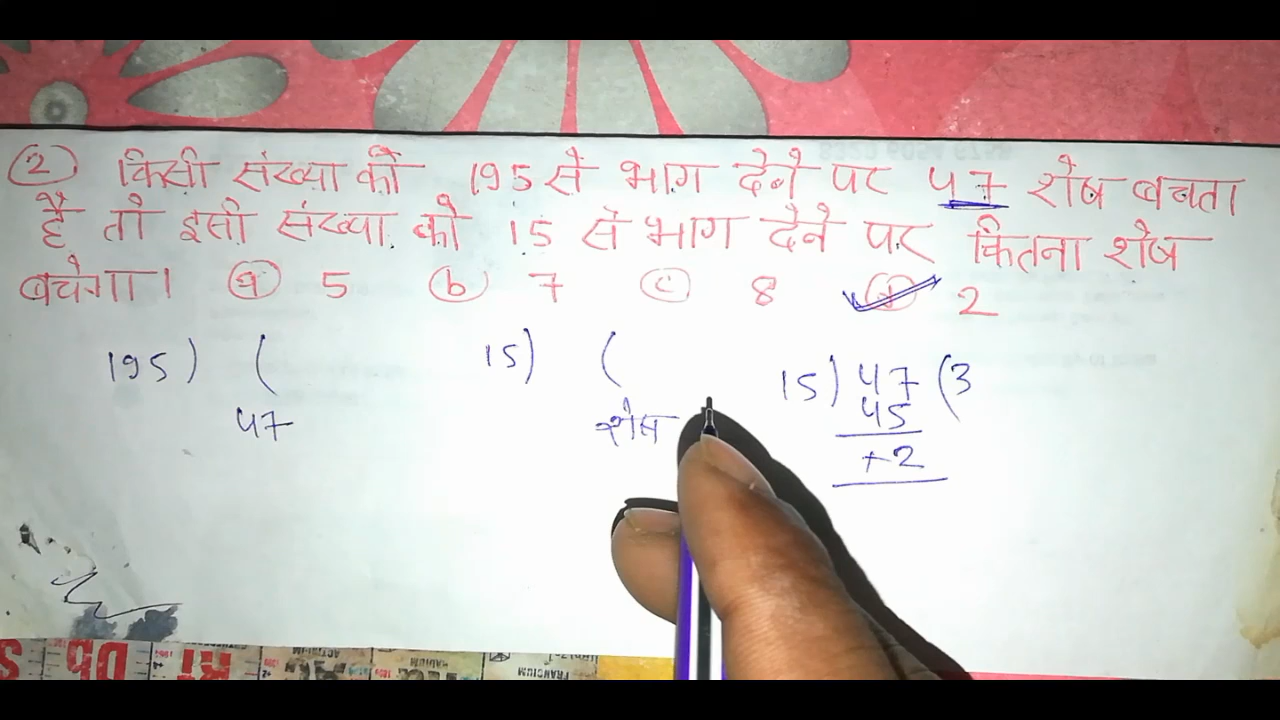 ② किसी संख्या को 195 से भाग देने पर 47 शेष बचता
है तो इसी संख्या को 15 से भाग देने पर कितना शेष
बचेगा। ⓐ 5 ⓑ 7 ⓒ 8 ⓓ 2
195) (
47
15) (
शेष
15) 47 (3
45
+2